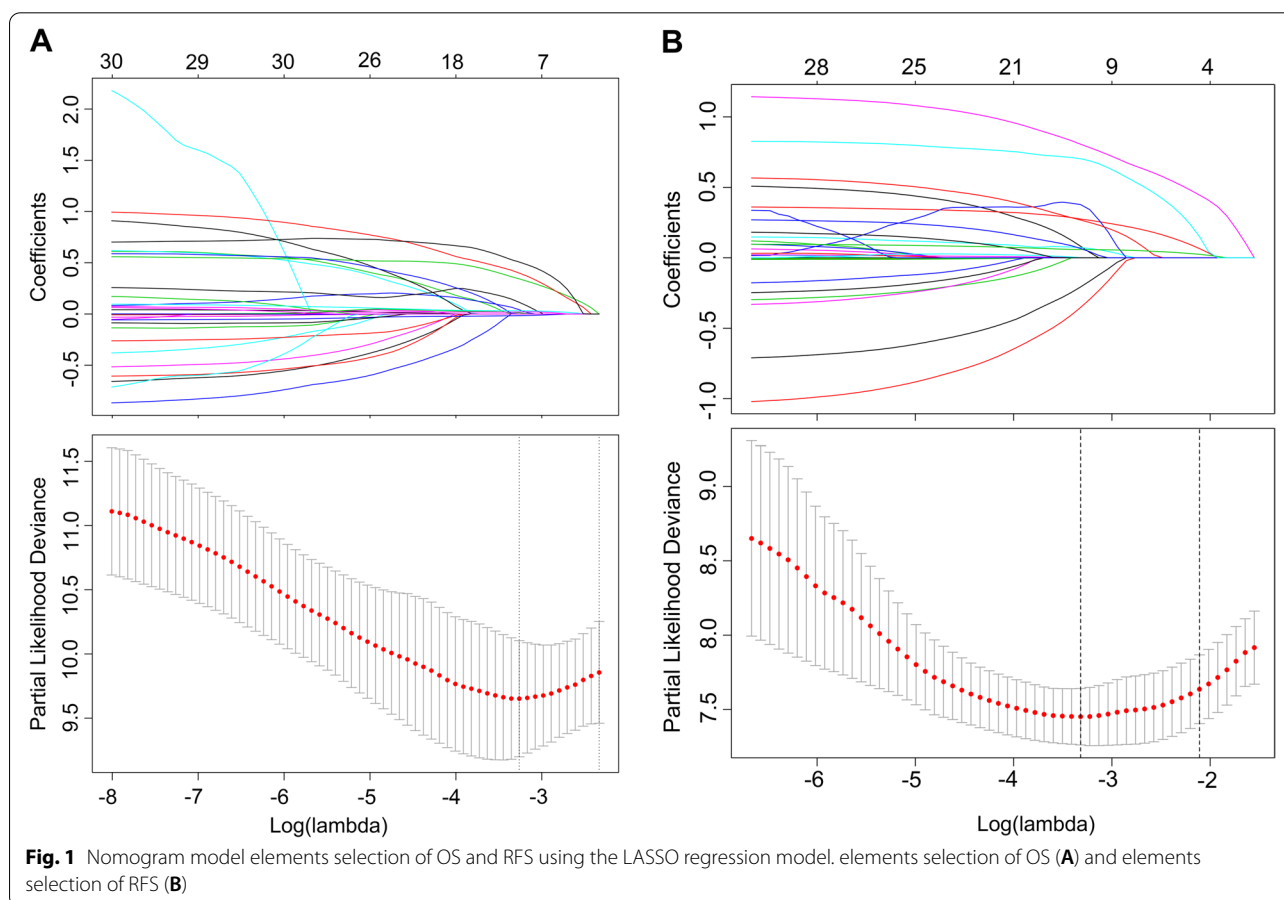 A
30 29 30 26 18 7
Coefficients
2.0
1.5
1.0
0.5
0.0
-0.5
Partial Likelihood Deviance
11.5
11.0
10.5
10.0
9.5
-8 -7 -6 -5 -4 -3
Log(lambda)
B
28 25 21 9 4
Coefficients
1.0
0.5
0.0
-0.5
-1.0
Partial Likelihood Deviance
9.0
8.5
8.0
7.5
-6 -5 -4 -3 -2
Log(lambda)
Fig. 1 Nomogram model elements selection of OS and RFS using the LASSO regression model. elements selection of OS (A) and elements
selection of RFS (B)